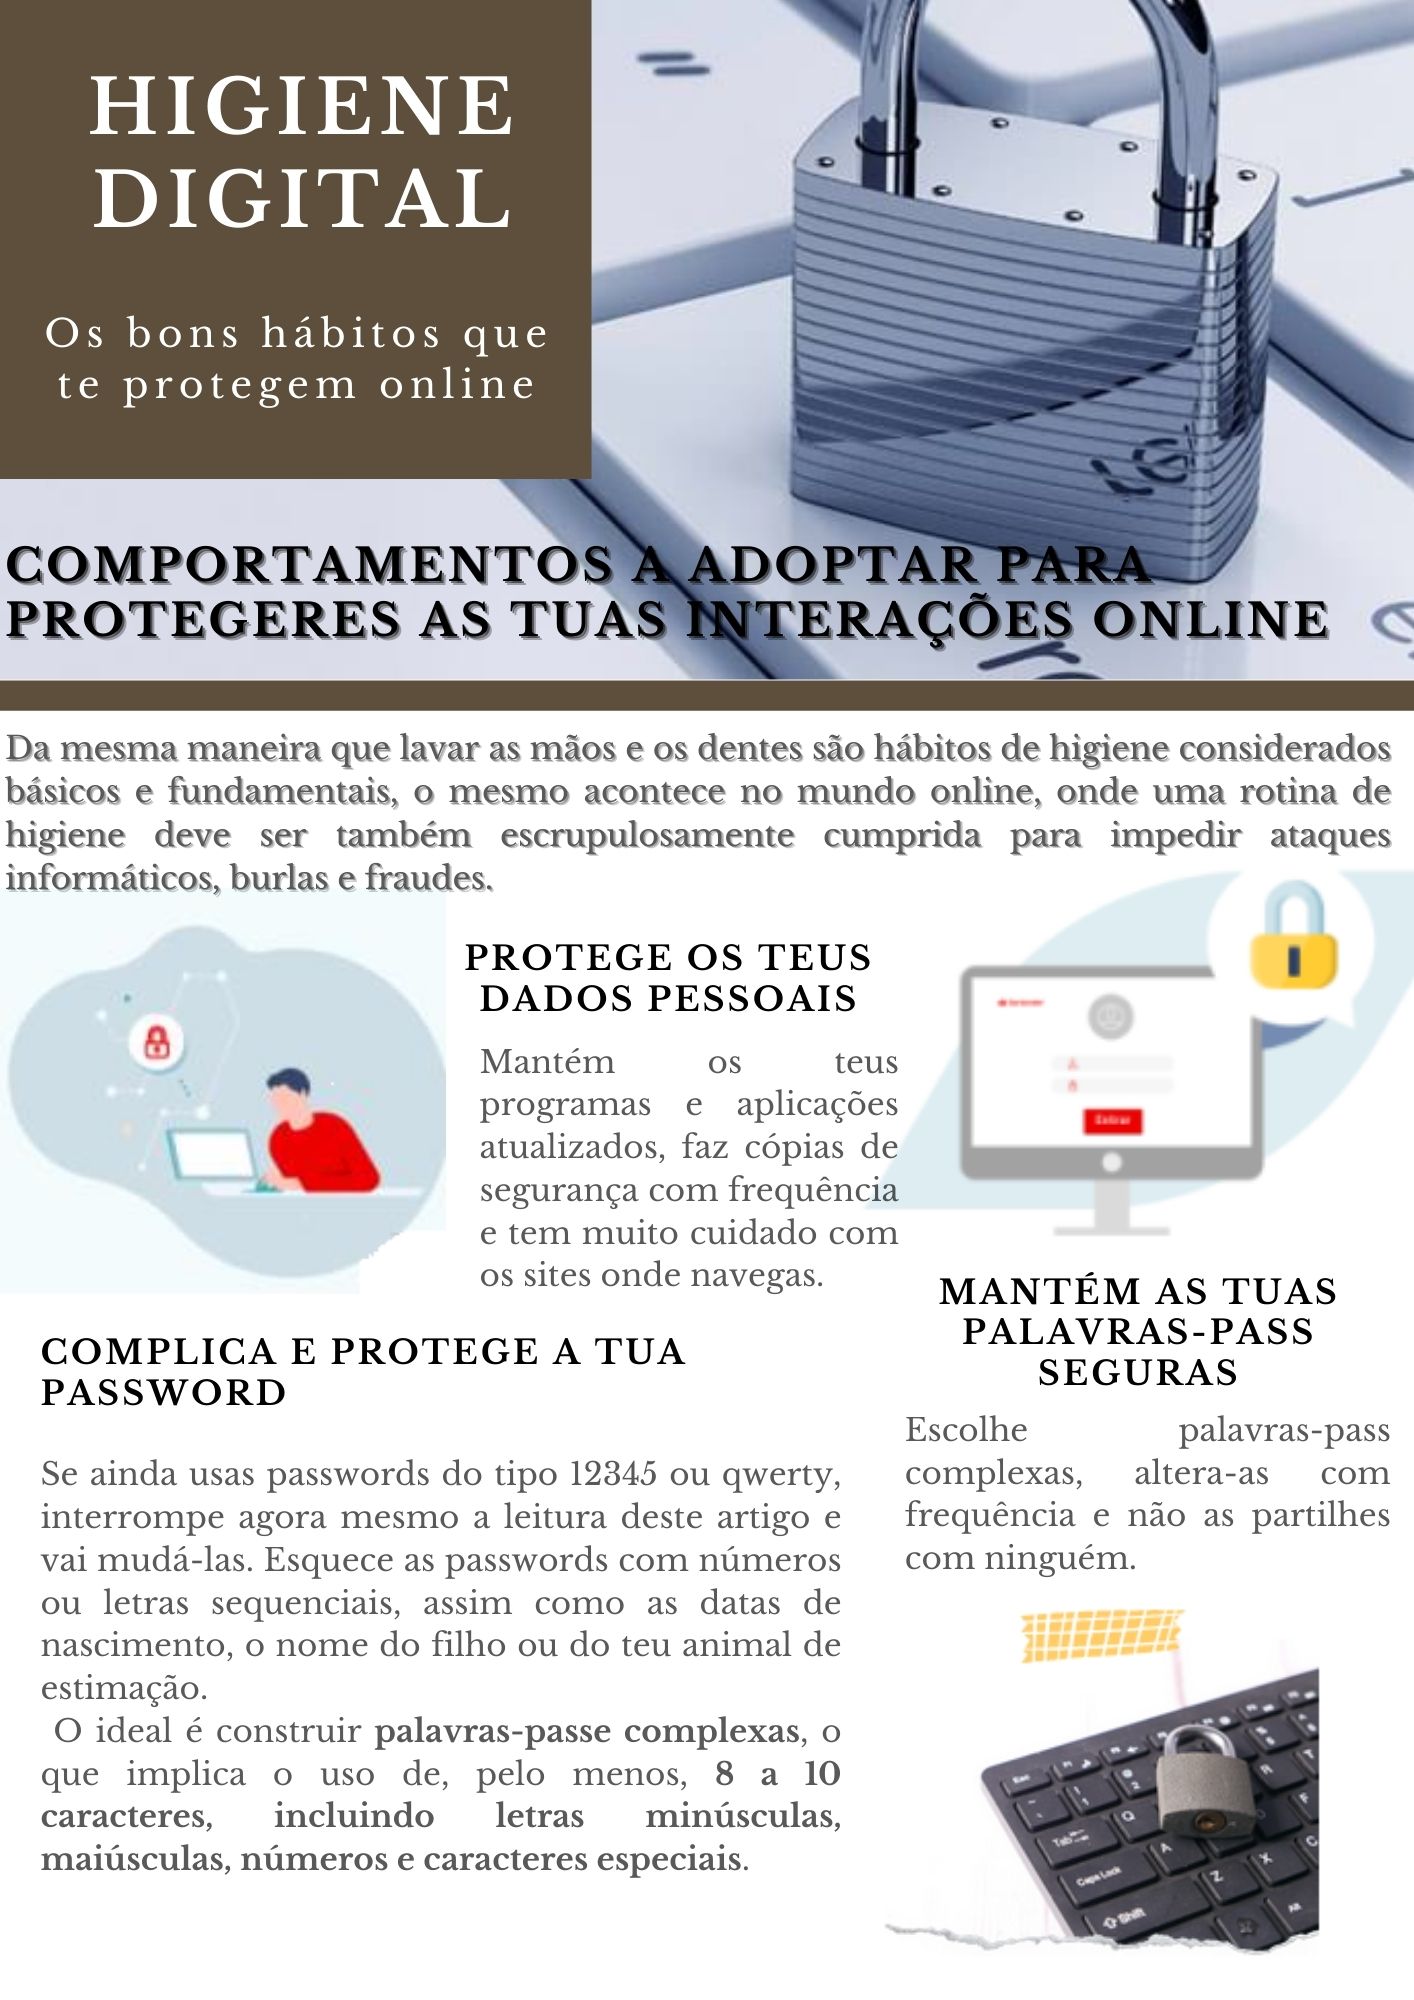 HIGIENE
DIGITAL
Os bons hábitos que
te protegem online
COMPORTAMENTOS A ADOPTAR PARA
PROTEGERES AS TUAS INTERAÇÕES ONLINE
Da mesma maneira que lavar as mãos e os dentes são hábitos de higiene considerados
básicos e fundamentais, o mesmo acontece no mundo online, onde uma rotina de
higiene deve ser também escrupulosamente cumprida para impedir ataques
informáticos, burlas e fraudes.
PROTEGE OS TEUS
DADOS PESSOAIS
Mantém os teus
programas e aplicações
atualizados, faz cópias de
segurança com frequência
e tem muito cuidado com
os sites onde navegas.
Entrar
MANTÉM AS TUAS
PALAVRAS-PASS
SEGURAS
Escolhe palavras-pass
complexas, altera-as com
frequência e não as partilhes
com ninguém.
COMPLICA E PROTEGE A TUA
PASSWORD
Se ainda usas passwords do tipo 12345 ou qwerty,
interrompe agora mesmo a leitura deste artigo e
vai mudá-las. Esquece as passwords com números
ou letras sequenciais, assim como as datas de
nascimento, o nome do filho ou do teu animal de
estimação.
O ideal é construir palavras-passe complexas, o
que implica o uso de, pelo menos, 8 a 10
caracteres, incluindo letras minúsculas,
maiúsculas, números e caracteres especiais.
Esc
Tab
Q
Caps Lock
A
Shift
Z
X
Alt